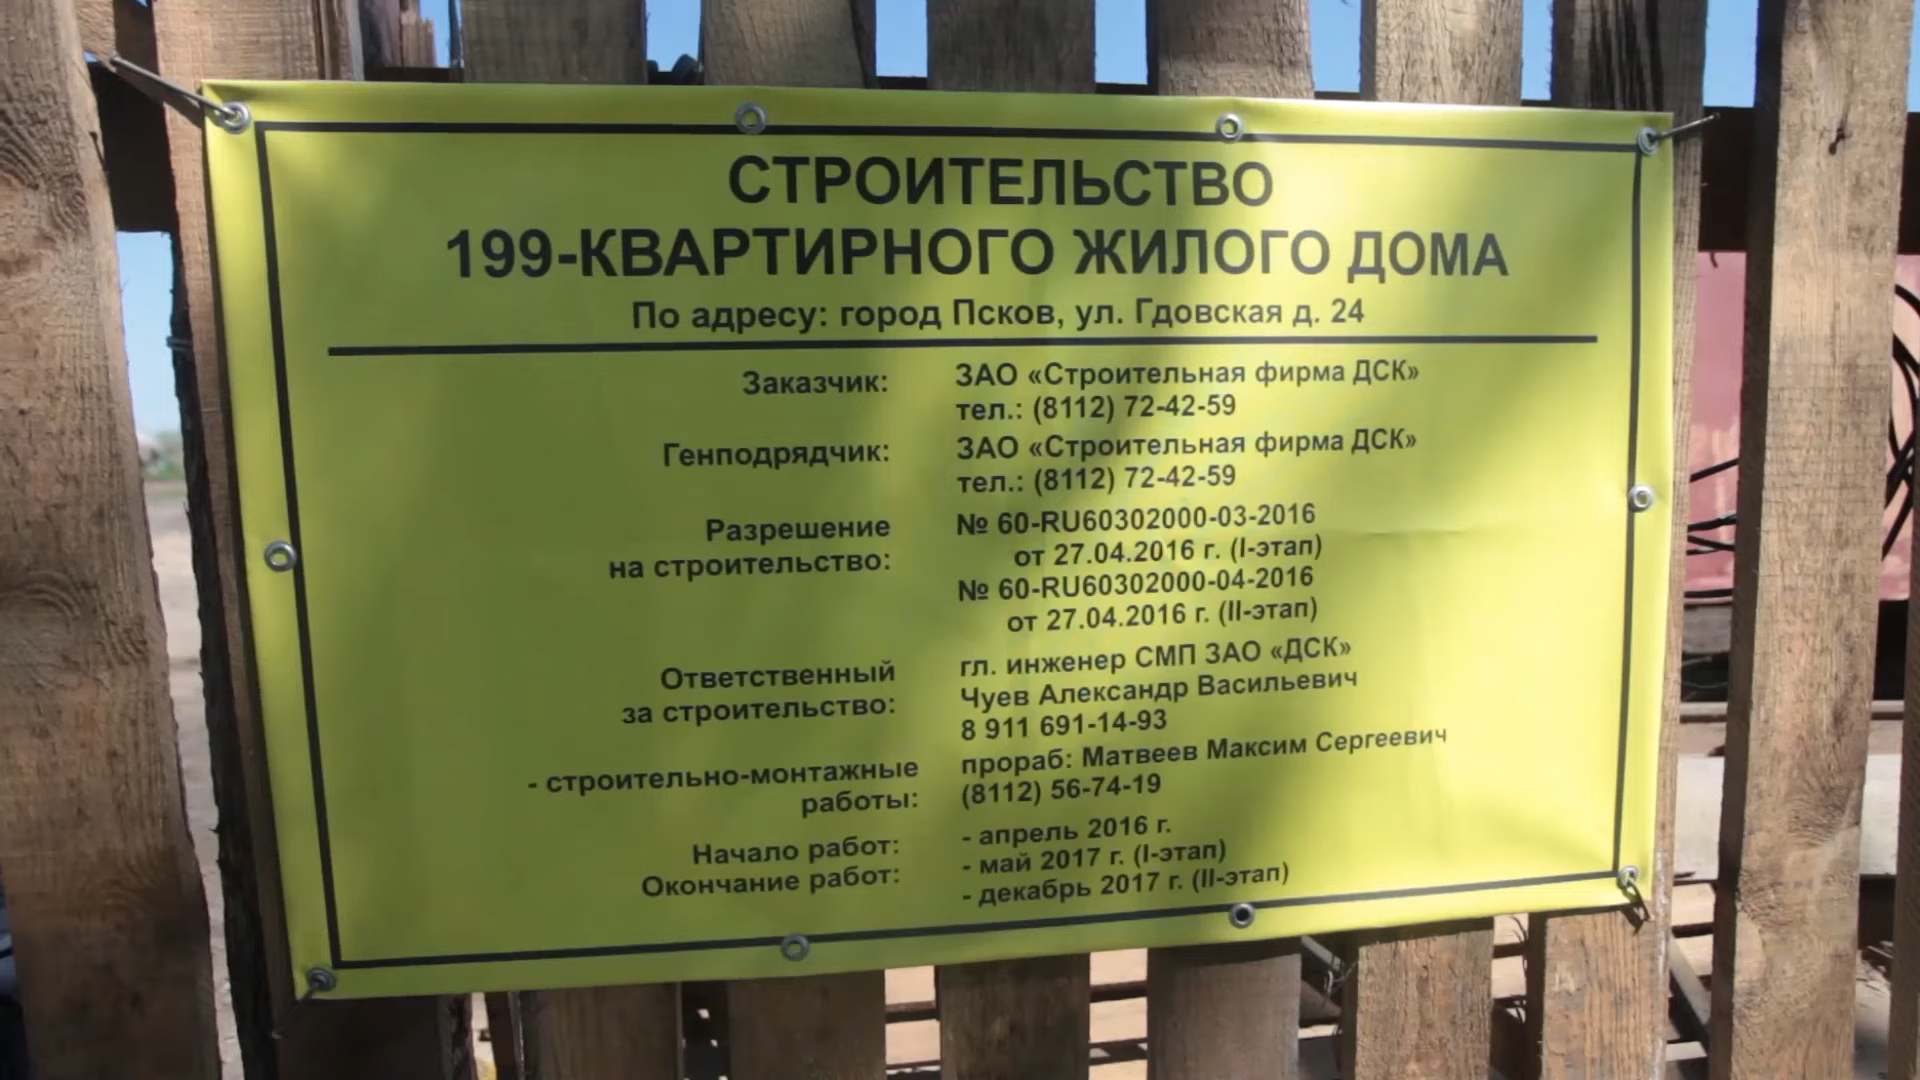 СТРОИТЕЛЬСТВО
199-КВАРТИРНОГО ЖИЛОГО ДОМА
По адресу: город Псков, ул. Гдовская д. 24
Заказчик: ЗАО «Строительная фирма ДСК»
тел.: (8112) 72-42-59
Генподрядчик: ЗАО «Строительная фирма ДСК»
тел.: (8112) 72-42-59
Разрешение № 60-RU60302000-03-2016
на строительство: от 27.04.2016 г. (I-этап)
№ 60-RU60302000-04-2016
от 27.04.2016 г. (II-этап)
Ответственный гл. инженер СМП ЗАО «ДСК»
за строительство: Чуев Александр Васильевич
8 911 691-14-93
- строительно-монтажные прораб: Матвеев Максим Сергеевич
работы: (8112) 56-74-19
Начало работ: - апрель 2016 г.
Окончание работ: - май 2017 г. (I-этап)
- декабрь 2017 г. (II-этап)